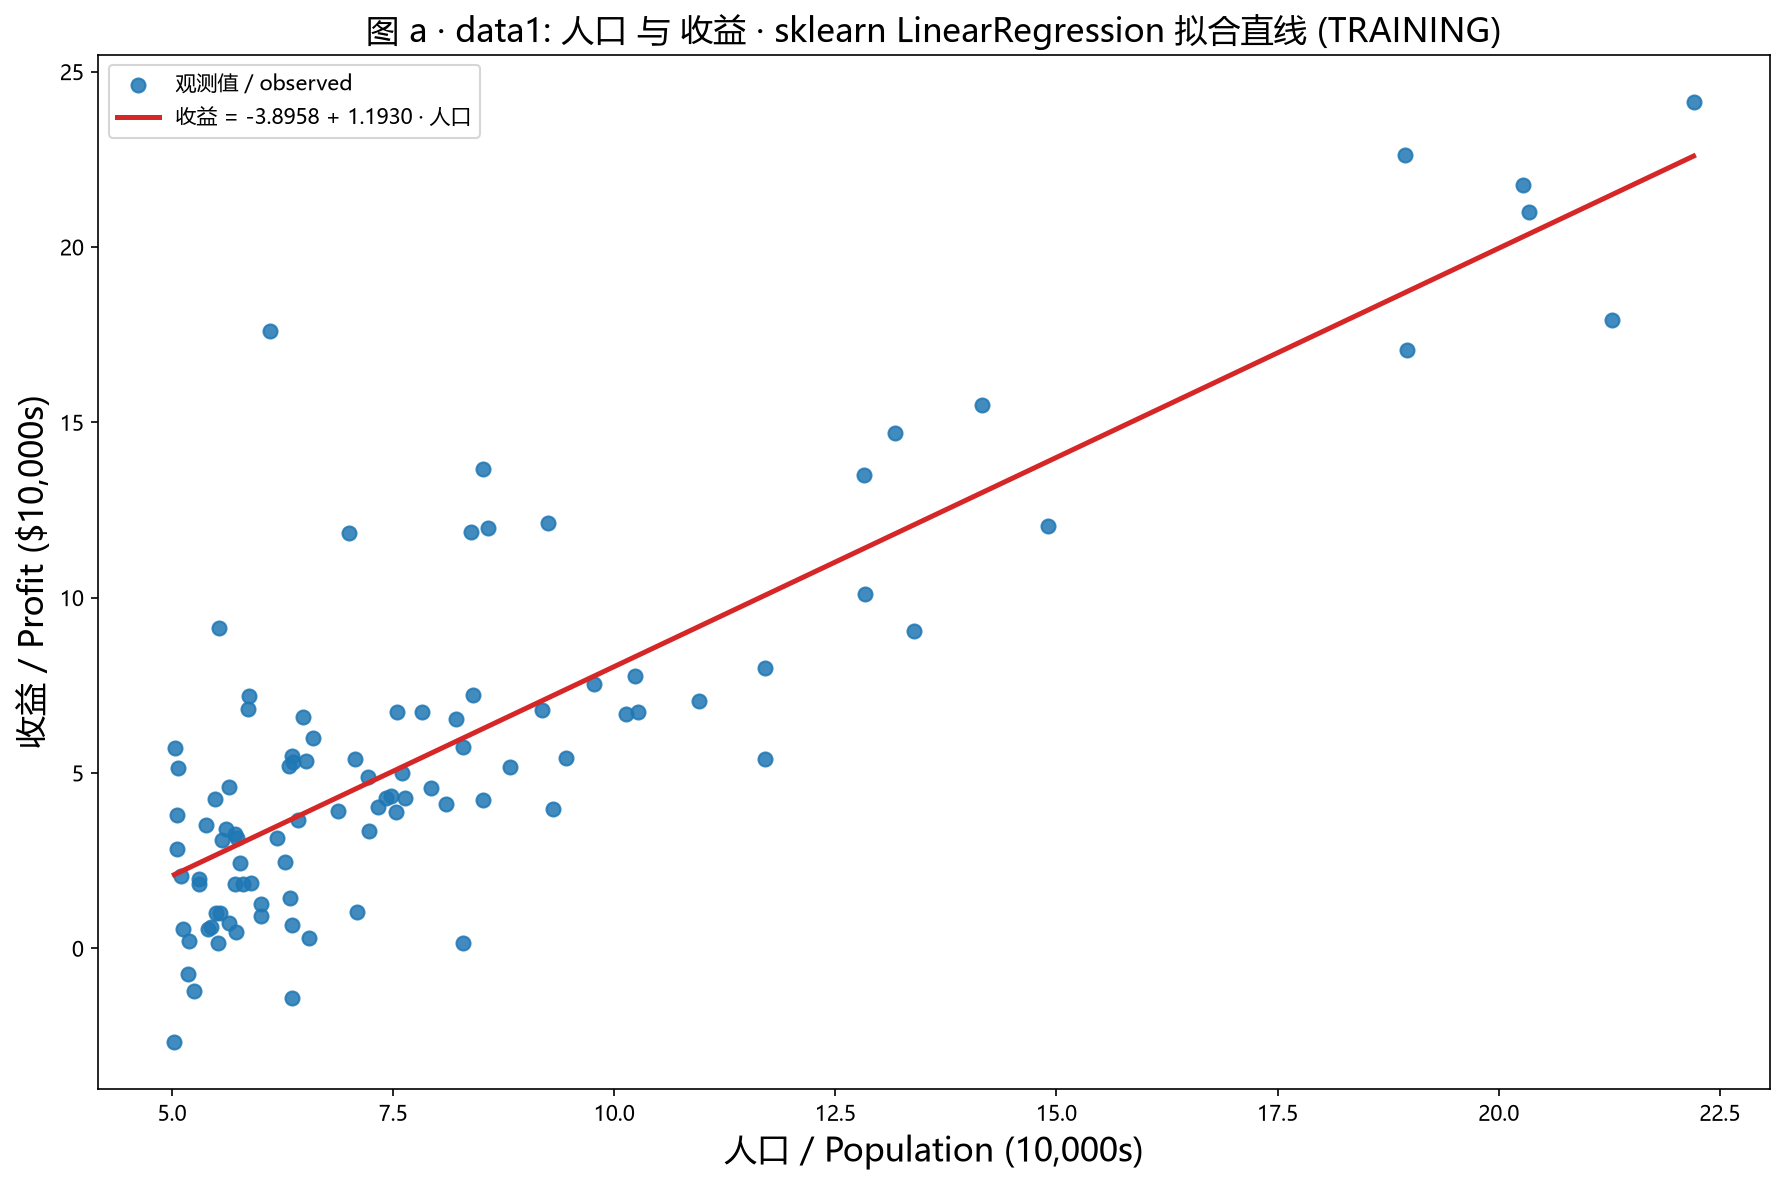 图 a · data1: 人口 与 收益 · sklearn LinearRegression 拟合直线 (TRAINING)
观测值 / observed
收益 = -3.8958 + 1.1930 · 人口
收益 / Profit ($10,000s)
25
20
15
10
5
0
5.0 7.5 10.0 12.5 15.0 17.5 20.0 22.5
人口 / Population (10,000s)